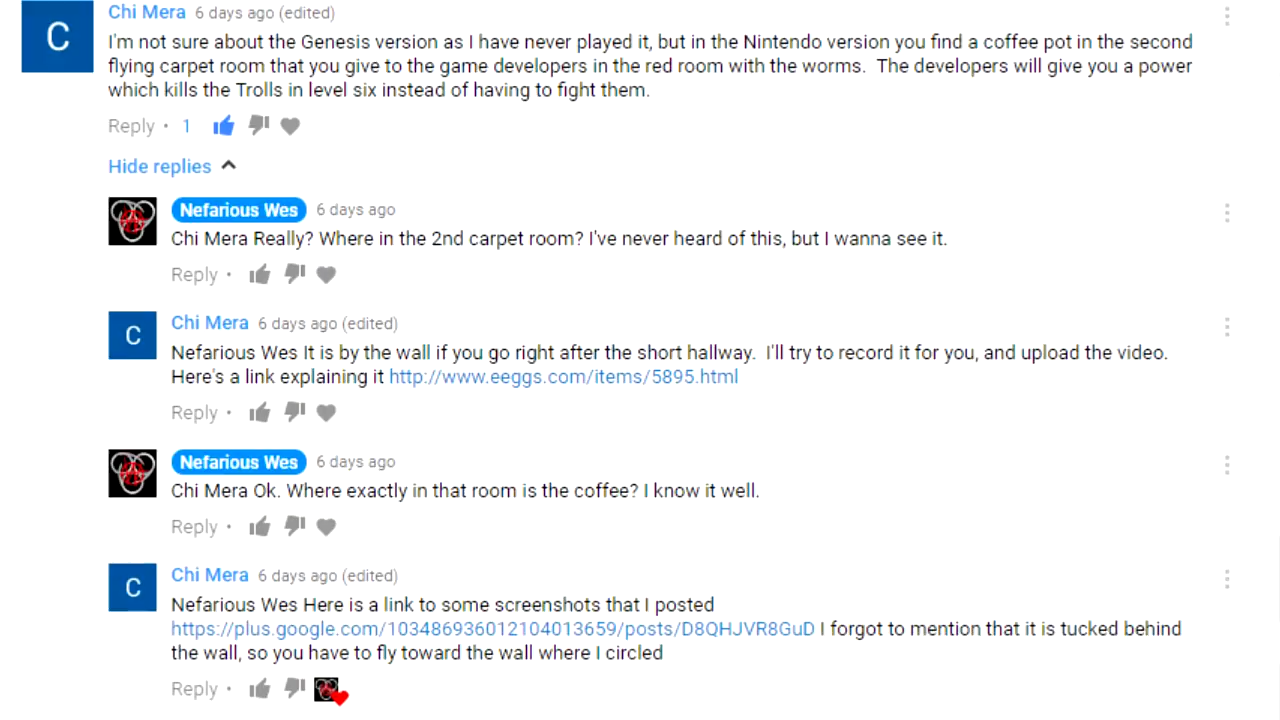 C
Chi Mera 6 days ago (edited)
I'm not sure about the Genesis version as I have never played it, but in the Nintendo version you find a coffee pot in the second
flying carpet room that you give to the game developers in the red room with the worms. The developers will give you a power
which kills the Trolls in level six instead of having to fight them.
Reply • 1
Hide replies
Nefarious Wes 6 days ago
Chi Mera Really? Where in the 2nd carpet room? I've never heard of this, but I wanna see it.
Reply •
C
Chi Mera 6 days ago (edited)
Nefarious Wes It is by the wall if you go right after the short hallway. I'll try to record it for you, and upload the video.
Here's a link explaining it http://www.eeggs.com/items/5895.html
Reply •
Nefarious Wes 6 days ago
Chi Mera Ok. Where exactly in that room is the coffee? I know it well.
Reply •
C
Chi Mera 6 days ago (edited)
Nefarious Wes Here is a link to some screenshots that I posted
https://plus.google.com/103486936012104013659/posts/D8QHJVR8GuD I forgot to mention that it is tucked behind
the wall, so you have to fly toward the wall where I circled
Reply •